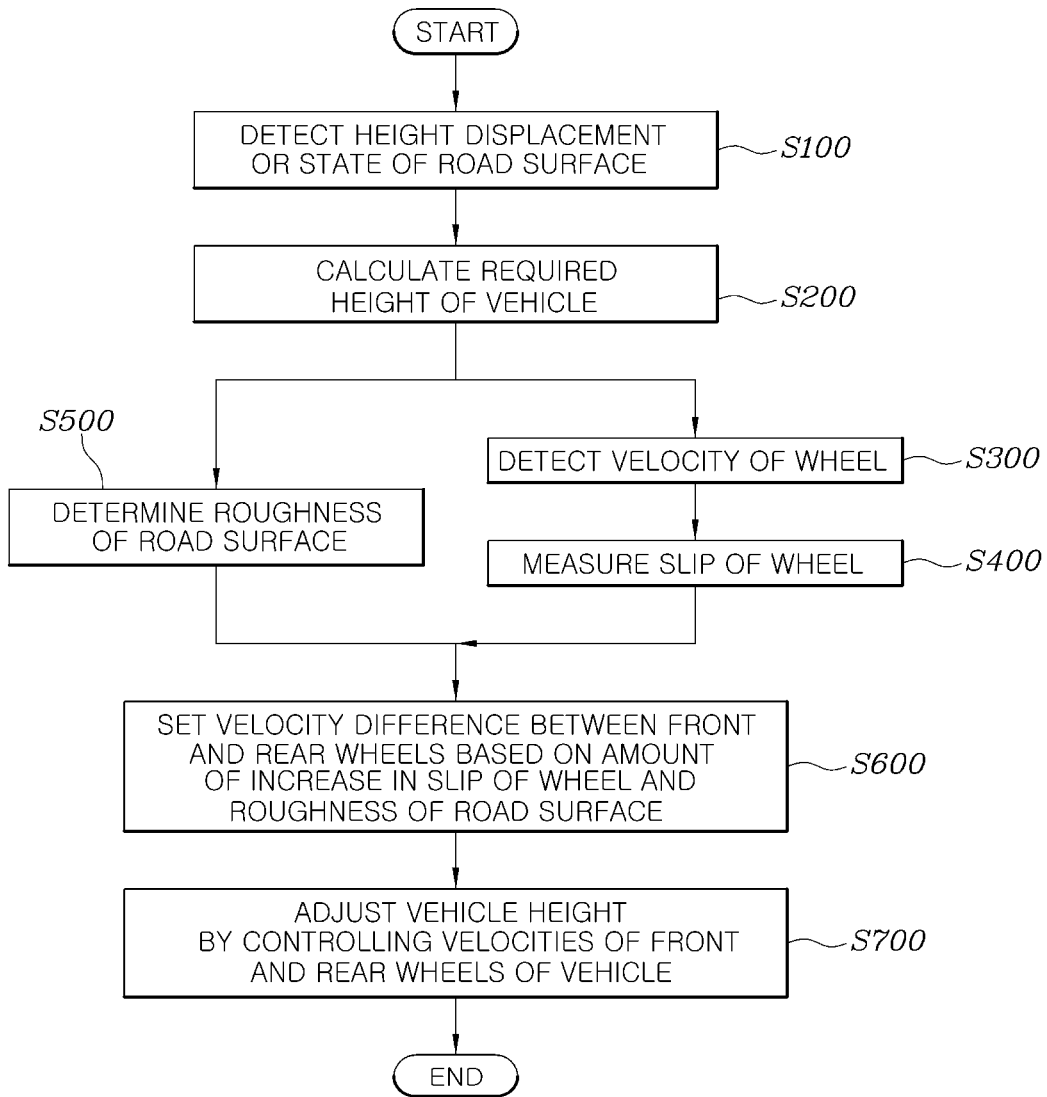 START
DETECT HEIGHT DISPLACEMENT
OR STATE OF ROAD SURFACE
S100
CALCULATE REQUIRED
HEIGHT OF VEHICLE
S200
S500
DETERMINE ROUGHNESS
OF ROAD SURFACE
DETECT VELOCITY OF WHEEL
S300
MEASURE SLIP OF WHEEL
S400
SET VELOCITY DIFFERENCE BETWEEN FRONT
AND REAR WHEELS BASED ON AMOUNT
OF INCREASE IN SLIP OF WHEEL AND
ROUGHNESS OF ROAD SURFACE
S600
ADJUST VEHICLE HEIGHT
BY CONTROLLING VELOCITIES OF FRONT
AND REAR WHEELS OF VEHICLE
S700
END